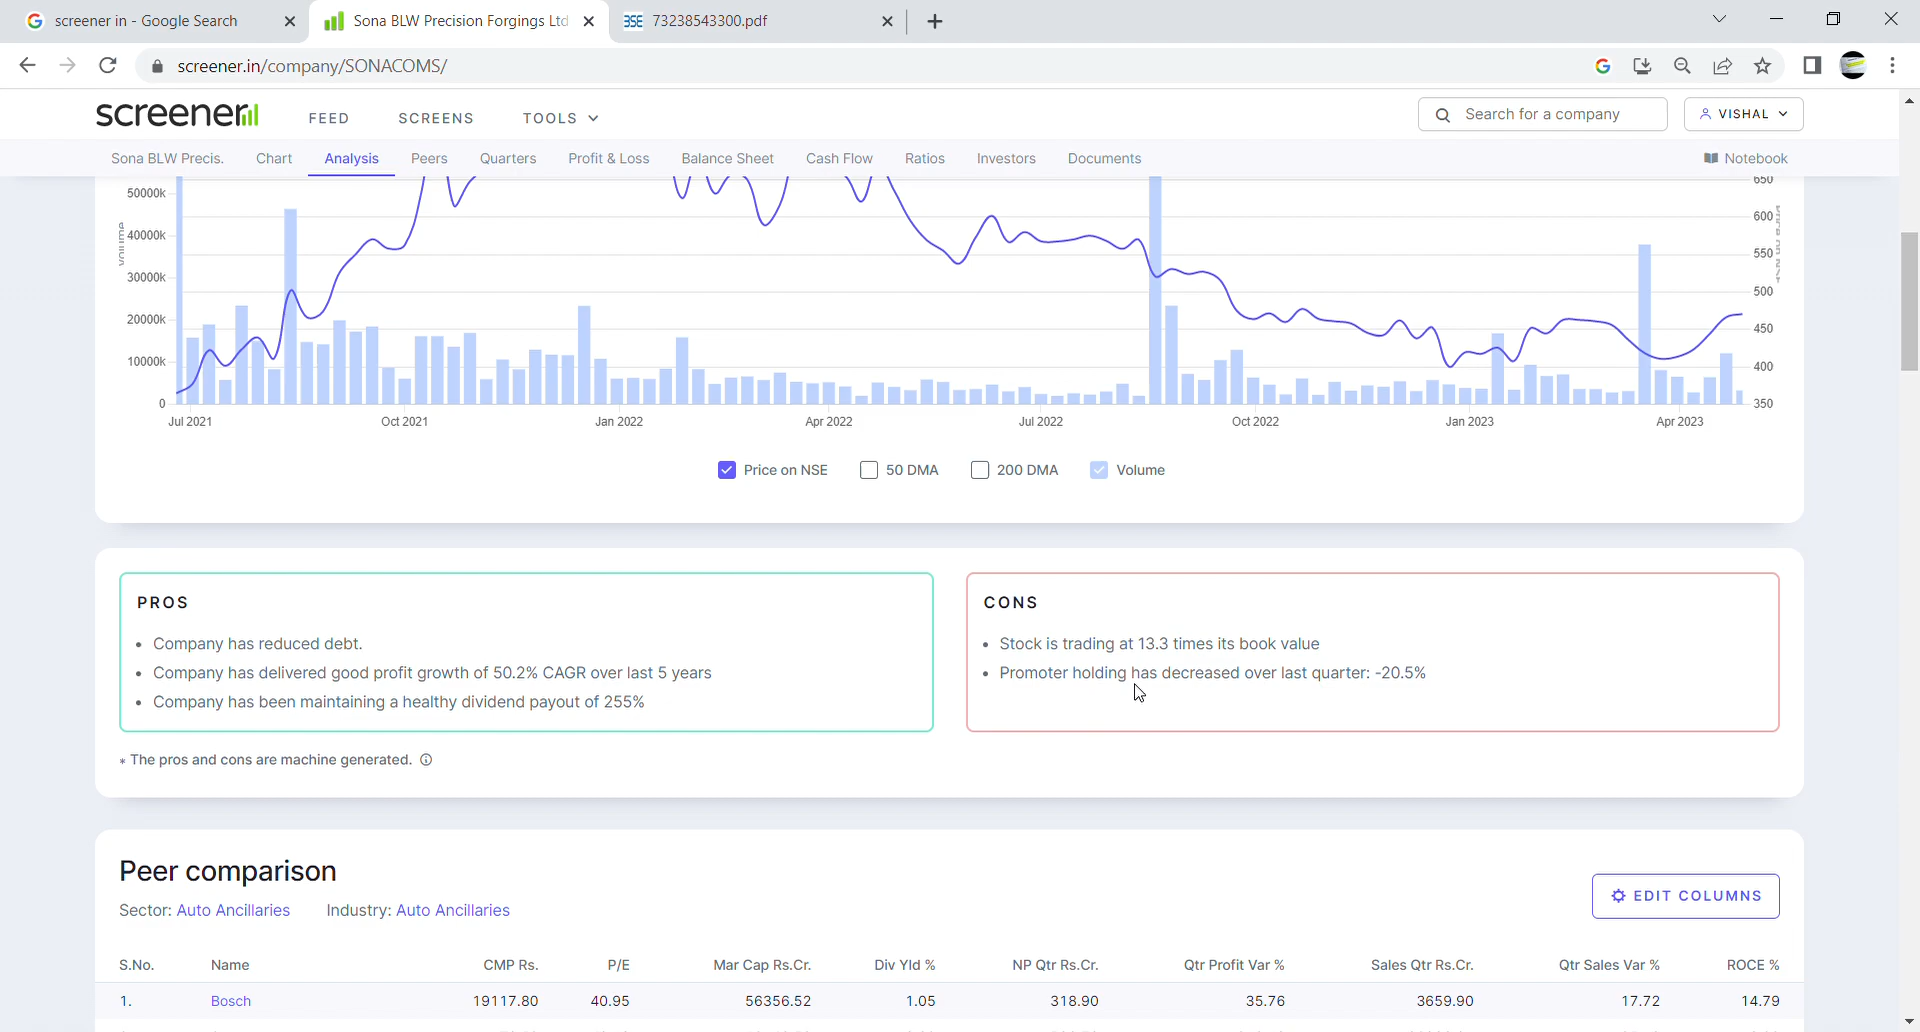 screener in - Google Search
Sona BLW Precision Forgings Ltd
BSE 73238543300.pdf
screener.in/company/SONACOMS/
screener
FEED
SCREENS
TOOLS
Search for a company
VISHAL
Sona BLW Precis.
Chart
Analysis
Peers
Quarters
Profit & Loss
Balance Sheet
Cash Flow
Ratios
Investors
Documents
Notebook
50000k
40000k
30000k
20000k
10000k
0
Volume
650
600
550
500
450
400
350
Jul 2021
Oct 2021
Jan 2022
Apr 2022
Jul 2022
Oct 2022
Jan 2023
Apr 2023
Price on NSE
50 DMA
200 DMA
Volume
PROS
• Company has reduced debt.
• Company has delivered good profit growth of 50.2% CAGR over last 5 years
• Company has been maintaining a healthy dividend payout of 255%
CONS
• Stock is trading at 13.3 times its book value
• Promoter holding has decreased over last quarter: -20.5%
* The pros and cons are machine generated.
Peer comparison
Sector: Auto Ancillaries Industry: Auto Ancillaries
EDIT COLUMNS
S.No. Name CMP Rs. P/E Mar Cap Rs.Cr. Div Yld % NP Qtr Rs.Cr. Qtr Profit Var % Sales Qtr Rs.Cr. Qtr Sales Var % ROCE %
1. Bosch 19117.80 40.95 56356.52 1.05 318.90 35.76 3659.90 17.72 14.79